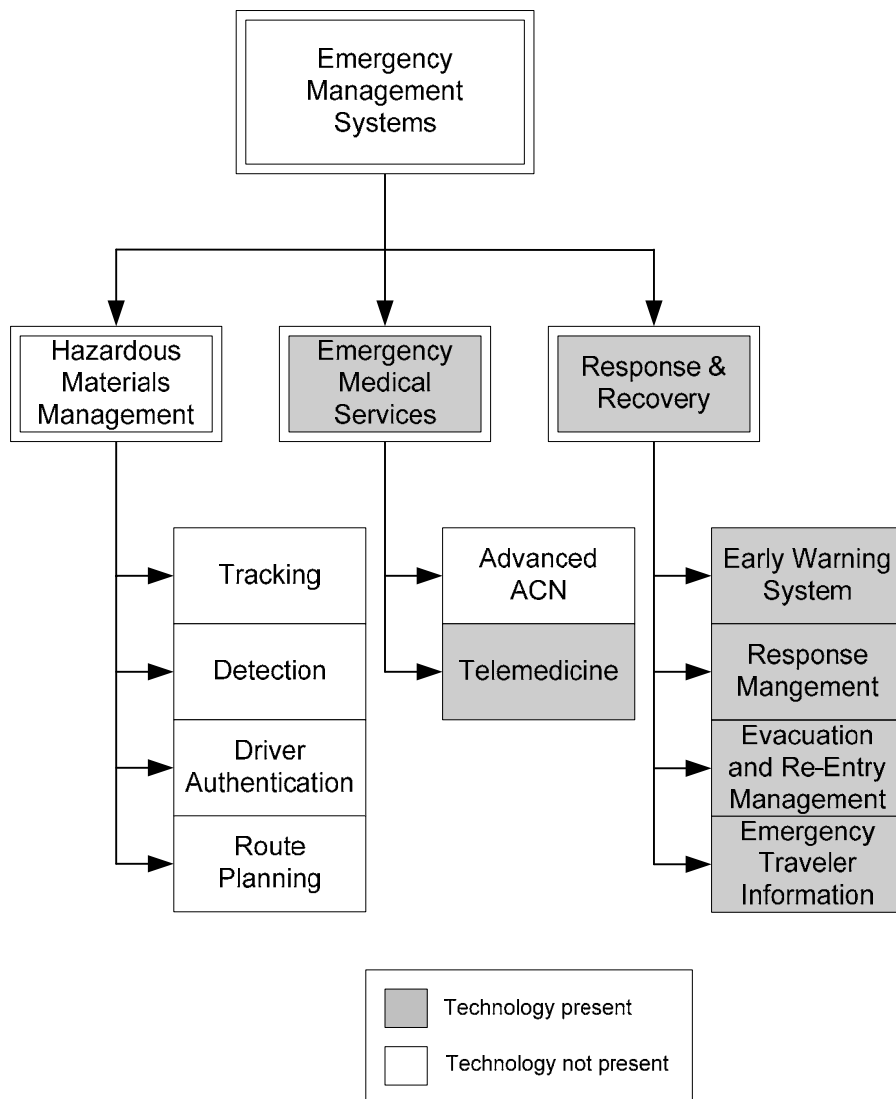 Emergency
Management
Systems
Hazardous
Materials
Management
Emergency
Medical
Services
Response &
Recovery
Tracking
Detection
Driver
Authentication
Route
Planning
Advanced
ACN
Telemedicine
Early Warning
System
Response
Mangement
Evacuation
and Re-Entry
Management
Emergency
Traveler
Information
Technology present
Technology not present